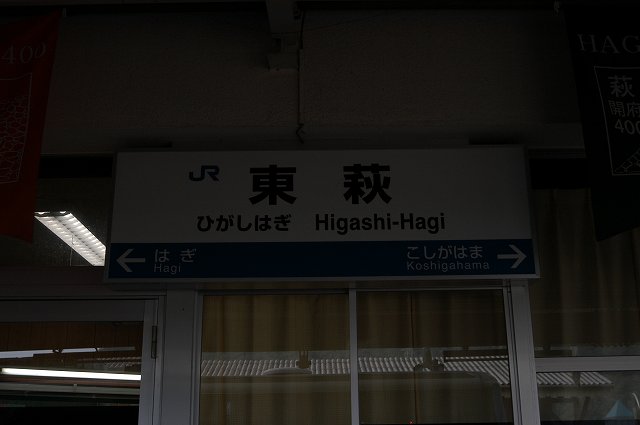 400
HAG
萩
開府
400
JR 東萩
ひがしはぎ Higashi-Hagi
← はぎ
Hagi
こしがはま →
Koshigahama